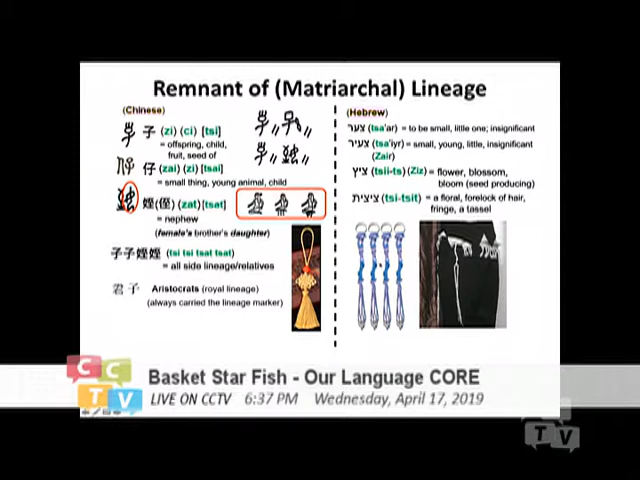 Remnant of (Matriarchal) Lineage
(Chinese)
子 (zi) (ci) [tsi]
= offspring, child,
fruit, seed of
仔 (zai) (zi) [tsai]
= small thing, young animal, child
姪(侄) (zat)[tsat]
= nephew
(female's brother's daughter)
子子姪姪 (tsi tsi tsat tsat)
= all side lineage/relatives
君子 Aristocrats (royal lineage)
(always carried the lineage marker)
(Hebrew)
צער (tsa'ar) = to be small, little one; insignificant
צעיר (tsa'iyr) =small, young, little, insignificant
(Zair)
ציץ (tsii-ts) (Ziz) = flower, blossom,
bloom (seed producing)
ציצית (tsi-tsit) = a floral, forelock of hair,
fringe, a tassel
CCTV
Basket Star Fish - Our Language CORE
LIVE ON CCTV 6:37 PM Wednesday, April 17, 2019
TV